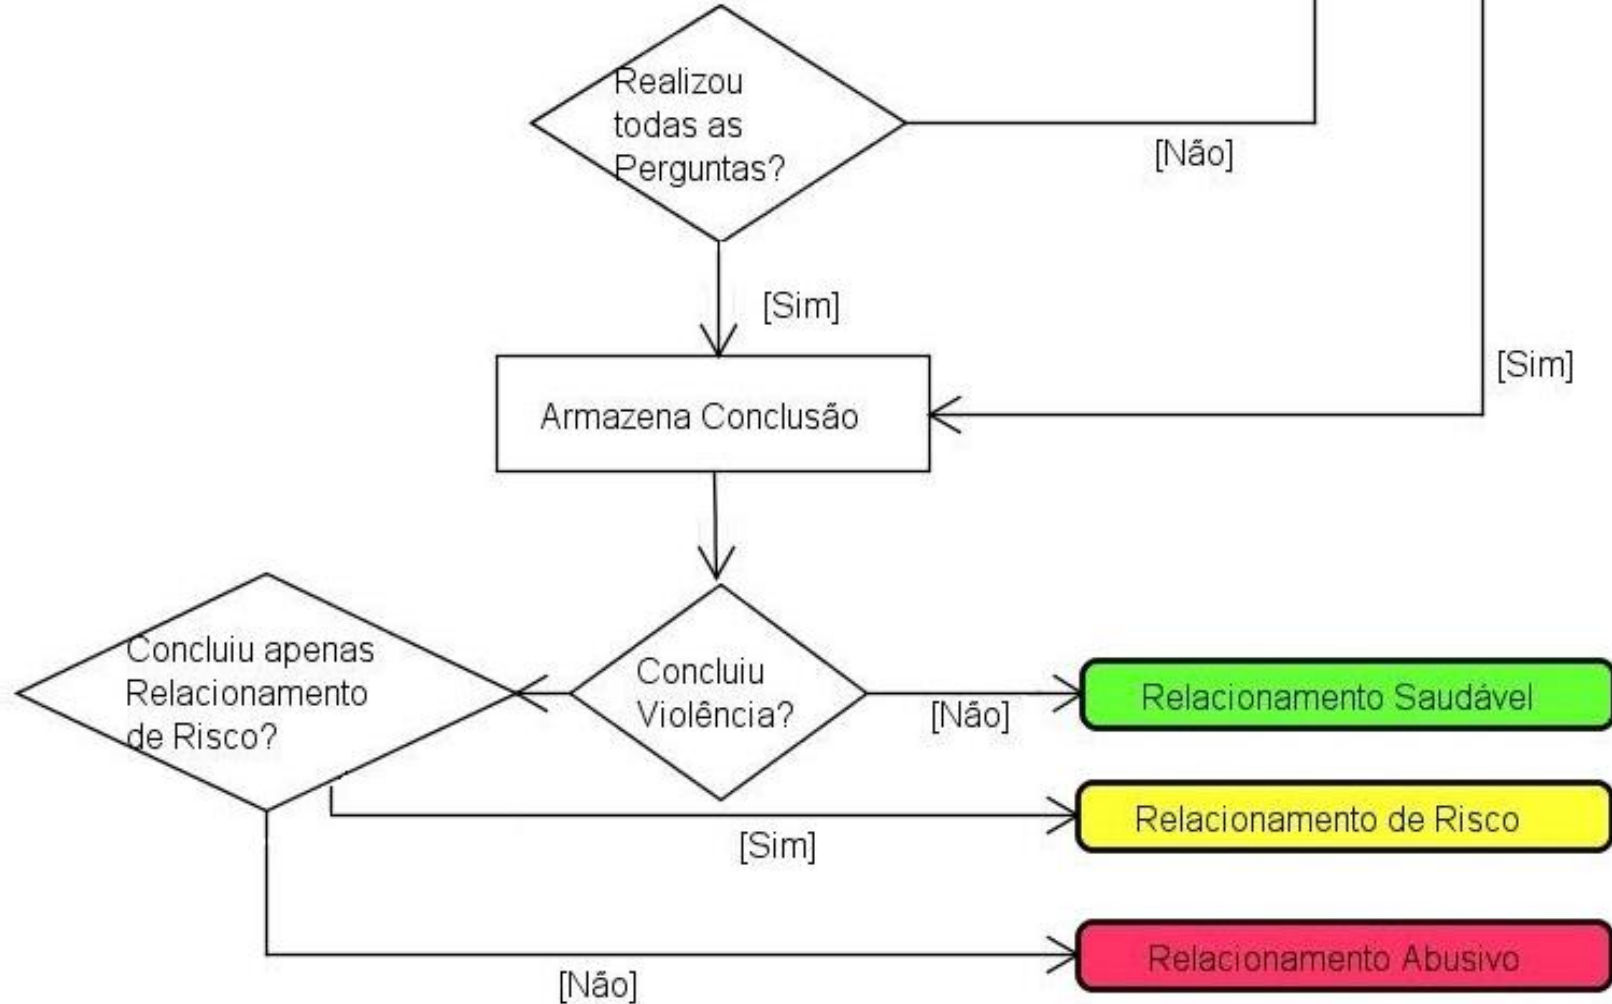 Realizou
todas as
Perguntas?
[Não]
[Sim]
[Sim]
Armazena Conclusão
Concluiu apenas
Relacionamento
de Risco?
Concluiu
Violência?
[Não]
Relacionamento Saudável
Relacionamento de Risco
[Sim]
Relacionamento Abusivo
[Não]